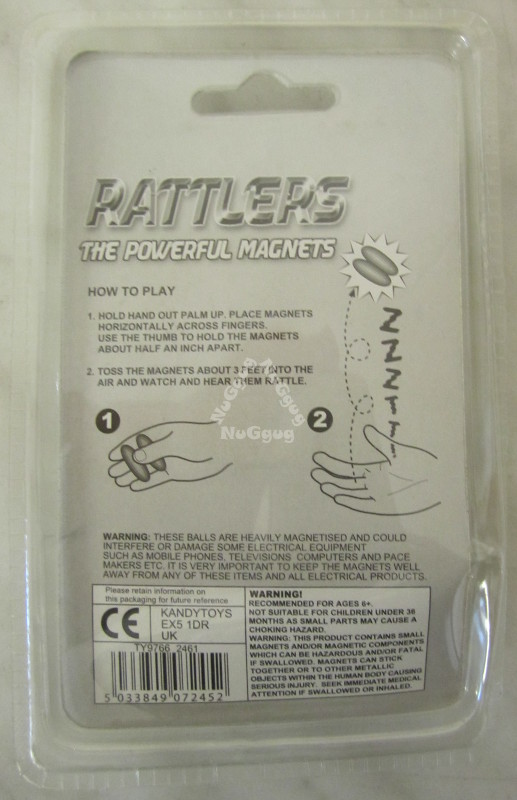 RATTLERS
THE POWERFUL MAGNETS
HOW TO PLAY
1. HOLD HAND OUT PALM UP, PLACE MAGNETS
HORIZONTALLY ACROSS FINGERS.
USE THE THUMB TO HOLD THE MAGNETS
ABOUT HALF AN INCH APART.
2. TOSS THE MAGNETS ABOUT 3 FEET INTO THE
AIR AND WATCH AND HEAR THEM RATTLE.
NuGgug
NuGgug
NuGgug
1
2
WARNING: THESE BALLS ARE HEAVILY MAGNETISED AND COULD
INTERFERE OR DAMAGE SOME ELECTRICAL EQUIPMENT
SUCH AS MOBILE PHONES, TELEVISIONS COMPUTERS AND PACE
MAKERS ETC. IT IS VERY IMPORTANT TO KEEP THE MAGNETS WELL
AWAY FROM ANY OF THESE ITEMS AND ALL ELECTRICAL PRODUCTS.
Please retain information on
this packaging for future reference
CE
KANDYTOYS
EX5 1DR
UK
TY9766 2461
5 033849 072452
WARNING!
RECOMMENDED FOR AGES 8+.
NOT SUITABLE FOR CHILDREN UNDER 36
MONTHS AS SMALL PARTS MAY CAUSE A
CHOKING HAZARD.
WARNING: THIS PRODUCT CONTAINS SMALL
MAGNETS AND/OR MAGNETIC COMPONENTS
WHICH CAN BE HAZARDOUS AND/OR FATAL
IF SWALLOWED. MAGNETS CAN STICK
TOGETHER OR TO OTHER METALLIC
OBJECTS WITHIN THE HUMAN BODY CAUSING
SERIOUS INJURY. SEEK IMMEDIATE MEDICAL
ATTENTION IF SWALLOWED OR INHALED.